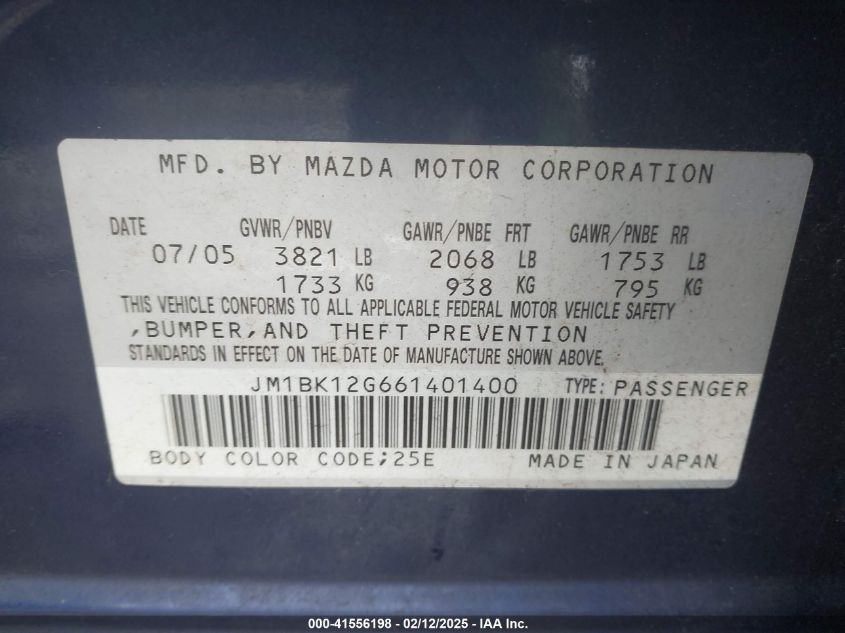 MFD. BY MAZDA MOTOR CORPORATION
DATE GVWR/PNBV GAWR/PNBE FRT GAWR/PNBE RR
07/05 3821 LB 2068 LB 1753 LB
1733 KG 938 KG 795 KG
THIS VEHICLE CONFORMS TO ALL APPLICABLE FEDERAL MOTOR VEHICLE SAFETY
,BUMPER,AND THEFT PREVENTION
STANDARDS IN EFFECT ON THE DATE OF MANUFACTURE SHOWN ABOVE.
JM1BK12G661401400 TYPE: PASSENGER
BODY COLOR CODE;25E MADE IN JAPAN
000-41556198 - 02/12/2025 - IAA Inc.